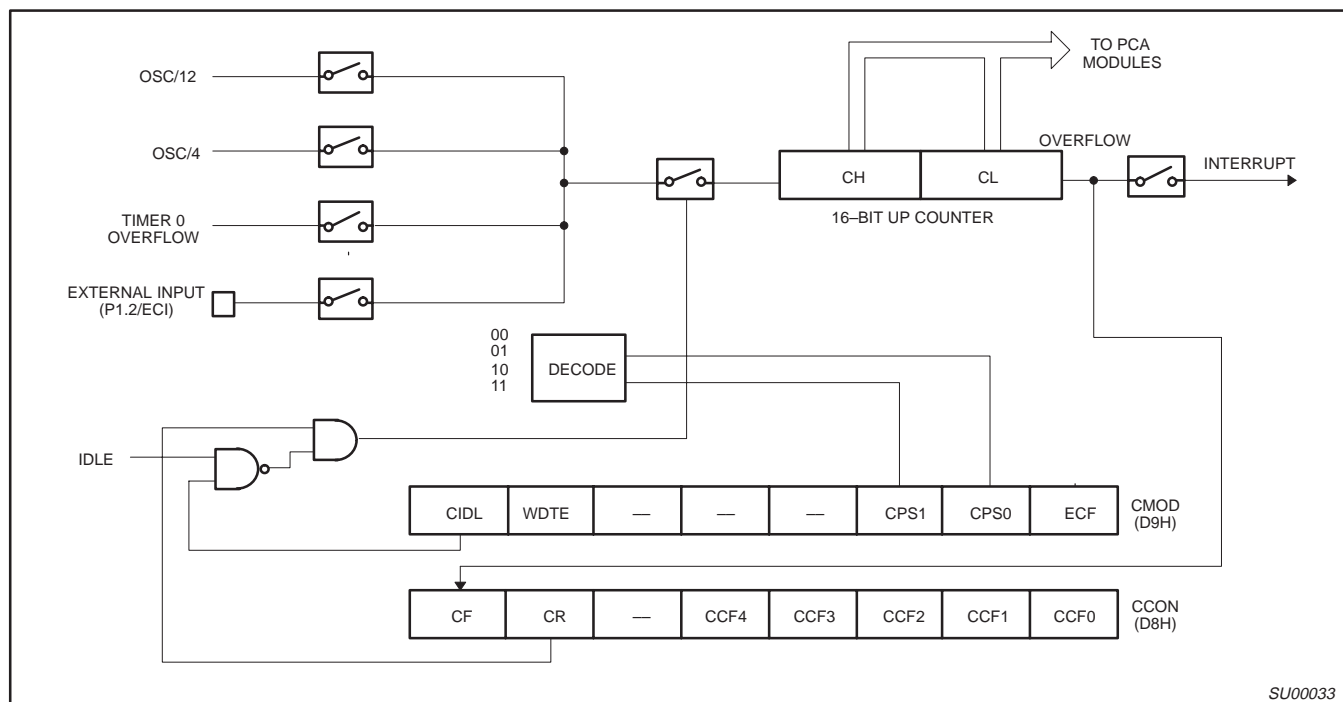 OSC/12
OSC/4
TIMER 0
OVERFLOW
EXTERNAL INPUT
(P1.2/ECI)
TO PCA
MODULES
OVERFLOW
INTERRUPT
CH
CL
16–BIT UP COUNTER
00
01
10
11
DECODE
IDLE
CIDL
WDTE
––
––
––
CPS1
CPS0
ECF
CMOD
(D9H)
CF
CR
––
CCF4
CCF3
CCF2
CCF1
CCF0
CCON
(D8H)
SU00033